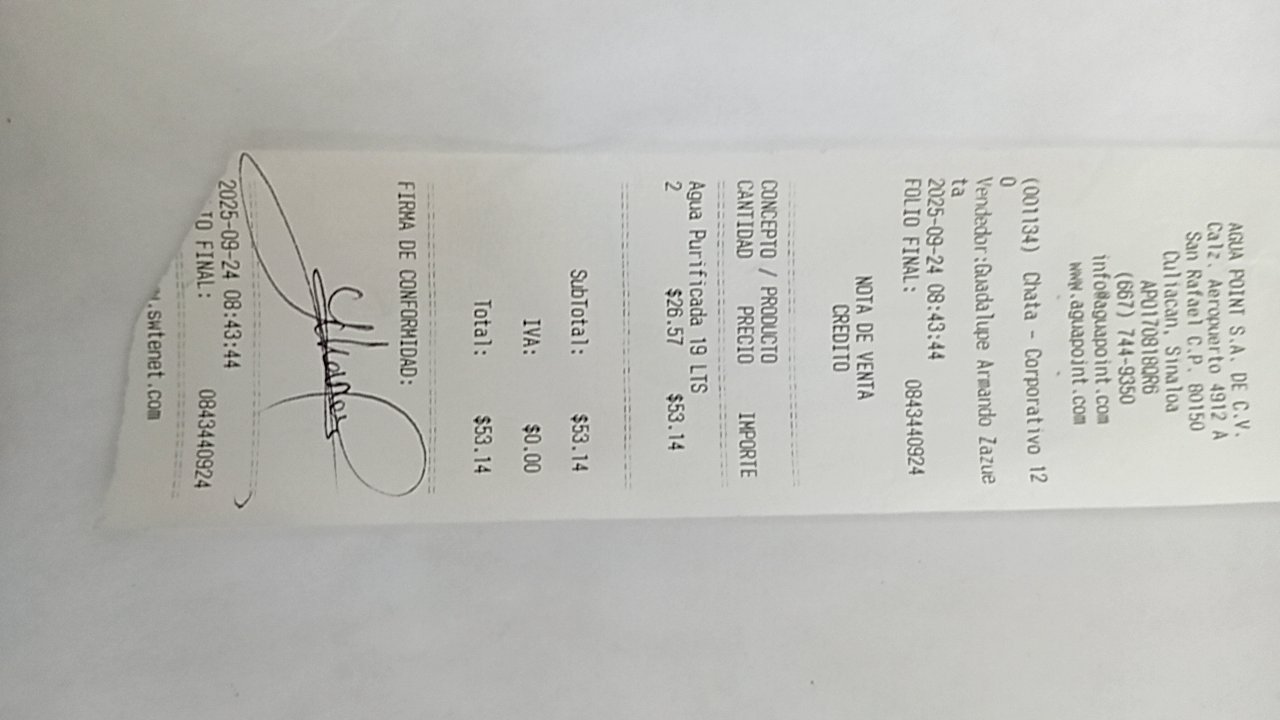 AGUA POINT S.A. DE C.V.
Calz. Aeropuerto 4912 A
San Rafael C.P. 80150
Culiacan, Sinaloa
APO170818QR6
(667) 744-9350
info@aguapoint.com
www.aguapoint.com
(001134) Chata - Corporativo 12
0
Vendedor:Guadalupe Armando Zazue
ta
2025-09-24 08:43:44
FOLIO FINAL: 0843440924
NOTA DE VENTA
CREDITO
CONCEPTO / PRODUCTO
CANTIDAD PRECIO IMPORTE
Agua Purificada 19 LTS
2 $26.57 $53.14
SubTotal: $53.14
IVA: $0.00
Total: $53.14
FIRMA DE CONFORMIDAD:
2025-09-24 08:43:44
TO FINAL: 0843440924
.swtenet.com